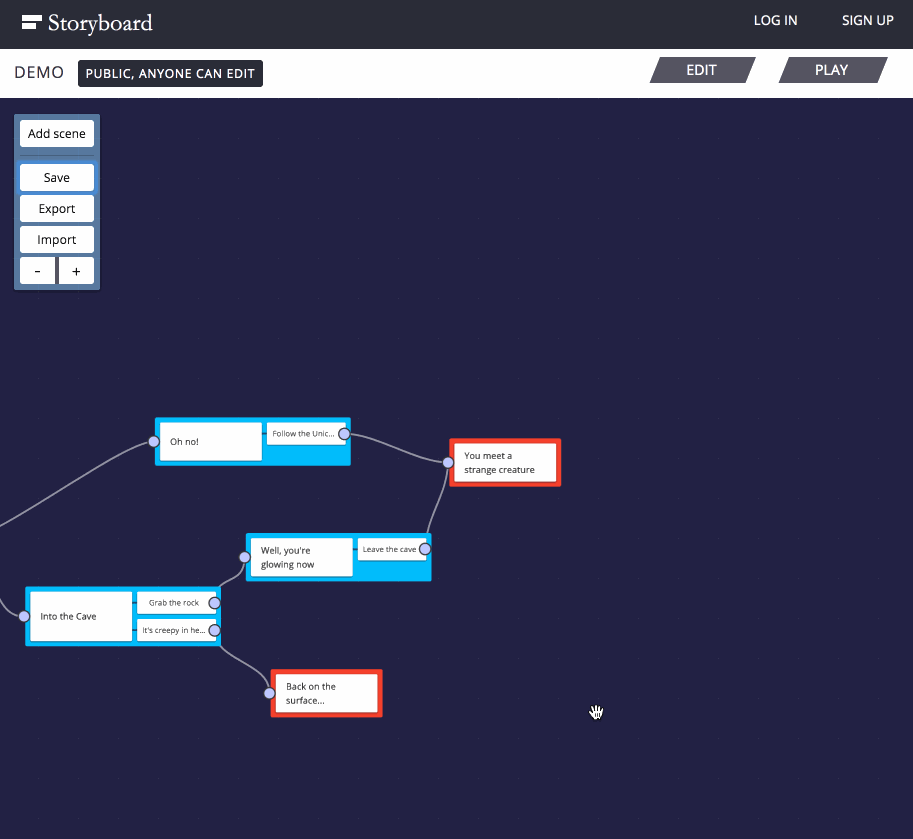 Storyboard
LOG IN
SIGN UP
DEMO
PUBLIC, ANYONE CAN EDIT
EDIT
PLAY
Add scene
Save
Export
Import
- +
Oh no!
Follow the Unic...
You meet a
strange creature
Well, you're
glowing now
Leave the cave
Into the Cave
Grab the rock
It's creepy in he...
Back on the
surface...